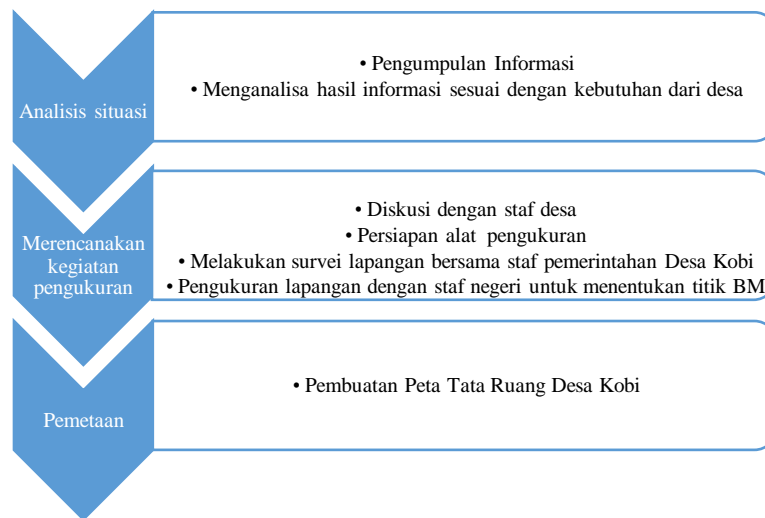 Analisis situasi
• Pengumpulan Informasi
• Menganalisa hasil informasi sesuai dengan kebutuhan dari desa
Merencanakan
kegiatan
pengukuran
• Diskusi dengan staf desa
• Persiapan alat pengukuran
• Melakukan survei lapangan bersama staf pemerintahan Desa Kobi
• Pengukuran lapangan dengan staf negeri untuk menentukan titik BM
Pemetaan
• Pembuatan Peta Tata Ruang Desa Kobi